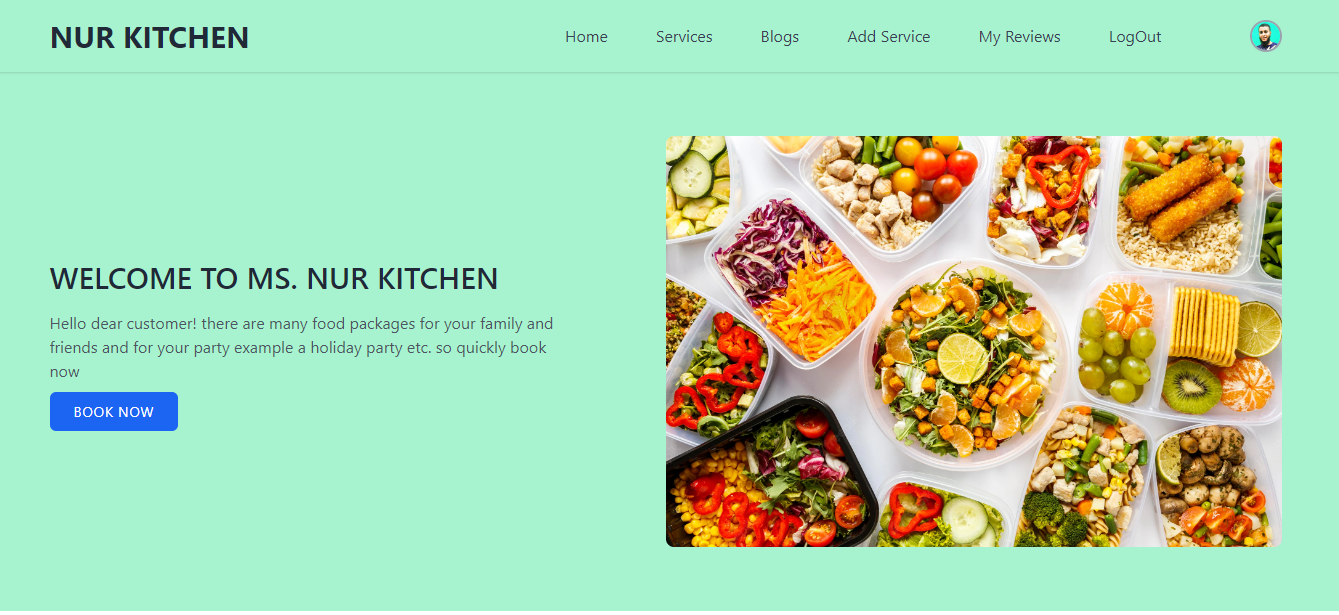 NUR KITCHEN
Home Services Blogs Add Service My Reviews LogOut
WELCOME TO MS. NUR KITCHEN
Hello dear customer! there are many food packages for your family and
friends and for your party example a holiday party etc. so quickly book
now
BOOK NOW